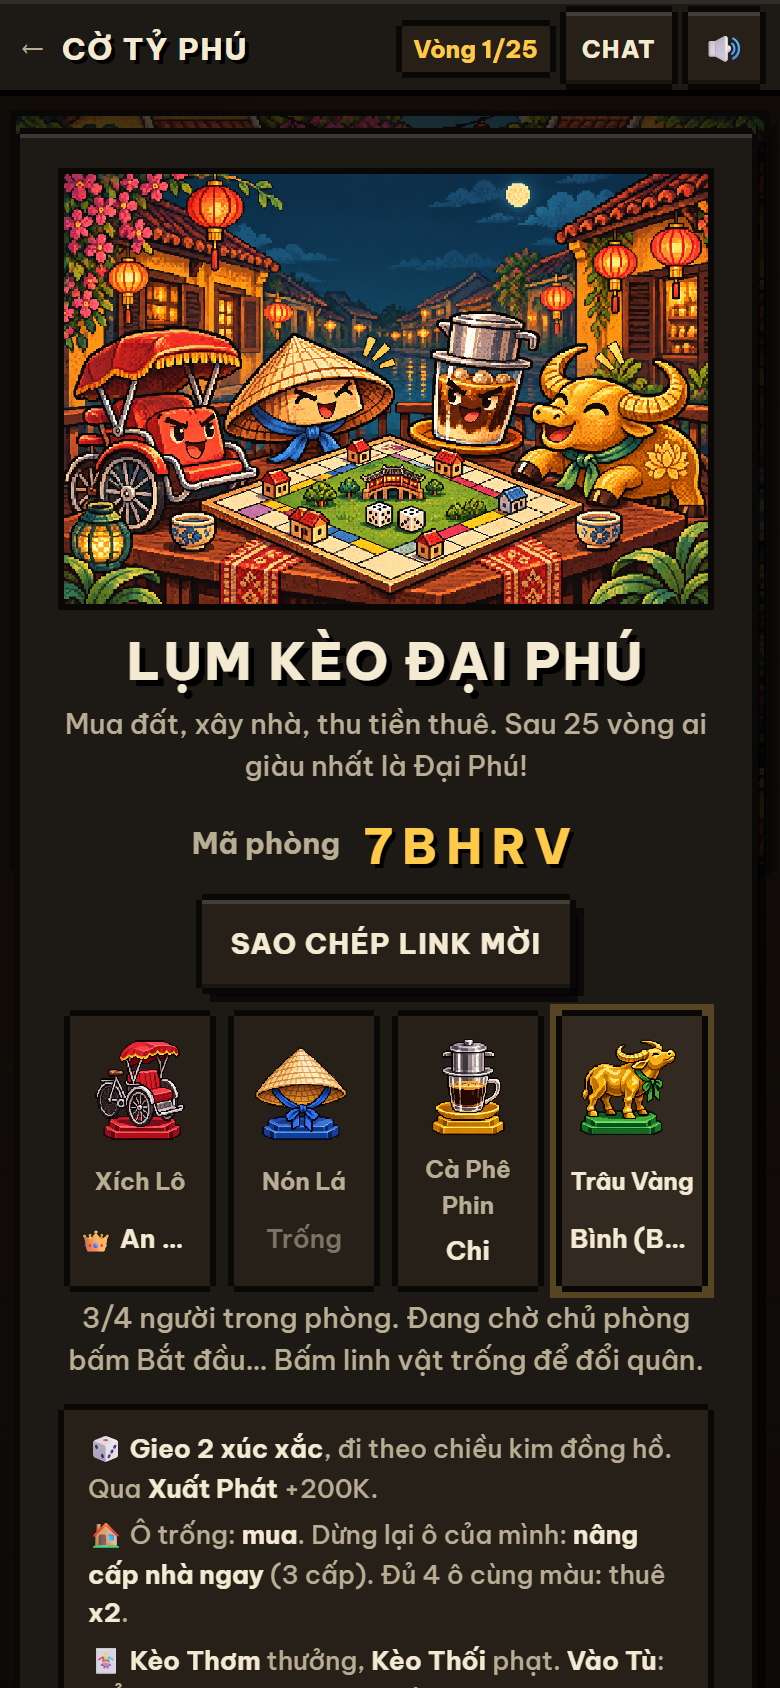 ← CỜ TỶ PHÚ
Vòng 1/25
CHAT
LỤM KÈO ĐẠI PHÚ
Mua đất, xây nhà, thu tiền thuê. Sau 25 vòng ai
giàu nhất là Đại Phú!
Mã phòng 7BHRV
SAO CHÉP LINK MỜI
Xích Lô
An ...
Nón Lá
Trống
Cà Phê
Phin
Chi
Trâu Vàng
Bình (B...
3/4 người trong phòng. Đang chờ chủ phòng
bấm Bắt đầu... Bấm linh vật trống để đổi quân.
🎲 Gieo 2 xúc xắc, đi theo chiều kim đồng hồ.
Qua Xuất Phát +200K.
🏠 Ô trống: mua. Dừng lại ô của mình: nâng
cấp nhà ngay (3 cấp). Đủ 4 ô cùng màu: thuê
x2.
🃏 Kèo Thơm thưởng, Kèo Thối phạt. Vào Tù: